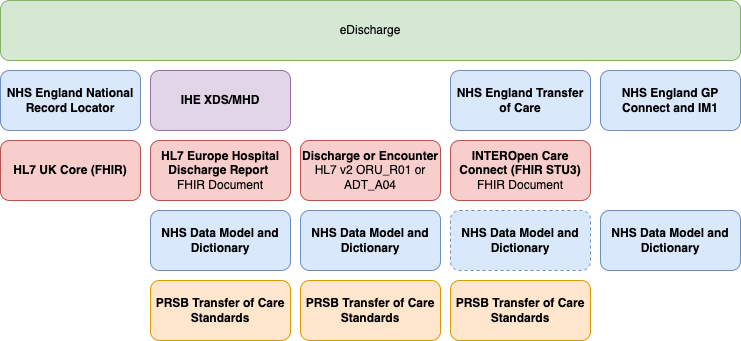 eDischarge
NHS England National
Record Locator
IHE XDS/MHD
NHS England Transfer
of Care
NHS England GP
Connect and IM1
HL7 UK Core (FHIR)
HL7 Europe Hospital
Discharge Report
FHIR Document
Discharge or Encounter
HL7 v2 ORU_R01 or
ADT_A04
INTEROpen Care
Connect (FHIR STU3)
FHIR Document
NHS Data Model and
Dictionary
NHS Data Model and
Dictionary
NHS Data Model and
Dictionary
NHS Data Model and
Dictionary
PRSB Transfer of Care
Standards
PRSB Transfer of Care
Standards
PRSB Transfer of Care
Standards